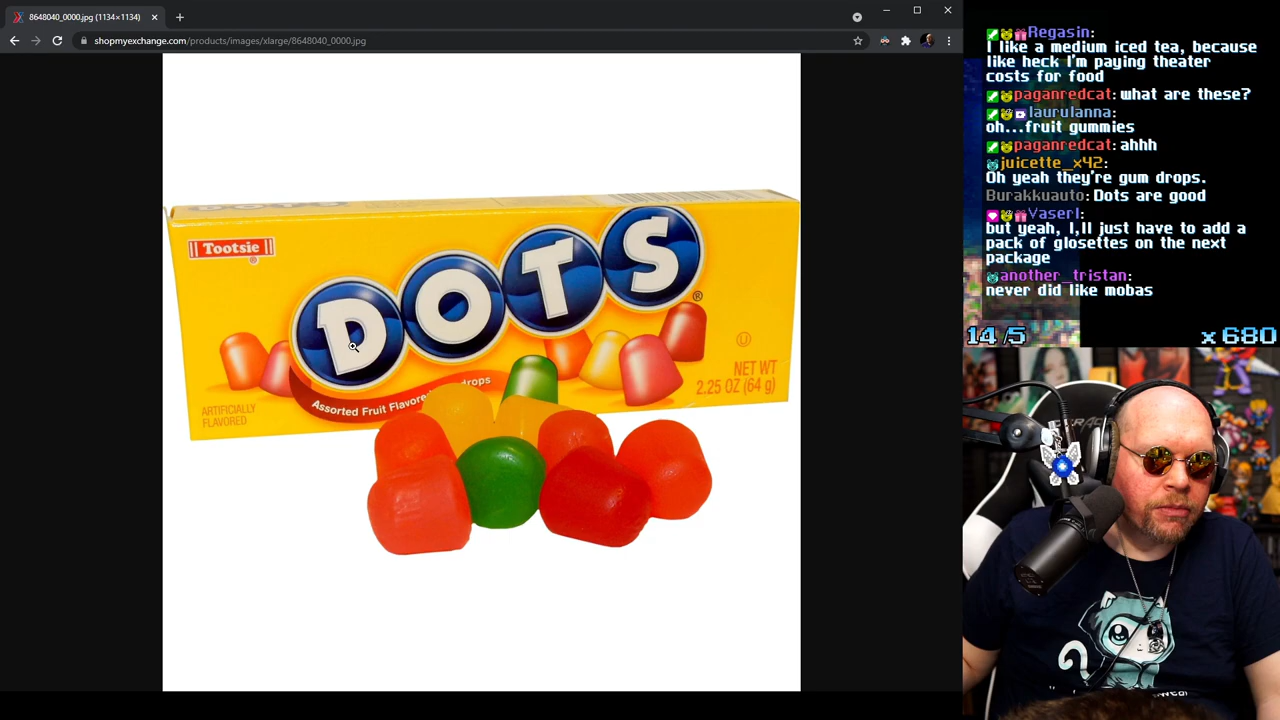 8648040_0000.jpg (1134×1134)
shopmyexchange.com/products/images/xlarge/8648040_0000.jpg
Tootsie
DOTS
®
®
U
Assorted Fruit Flavored
drops
ARTIFICIALLY
FLAVORED
NET WT
2.25 OZ (64 g)
Regasin:
I like a medium iced tea, because
like heck I'm paying theater
costs for food
paganredcat: what are these?
laurulanna:
oh...fruit gummies
paganredcat: ahhh
juicette_x42:
Oh yeah they're gum drops.
Burakkuauto: Dots are good
Vaserl:
but yeah, I,ll just have to add a
pack of glosettes on the next
package
another_tristan:
never did like mobas
14/5
x680